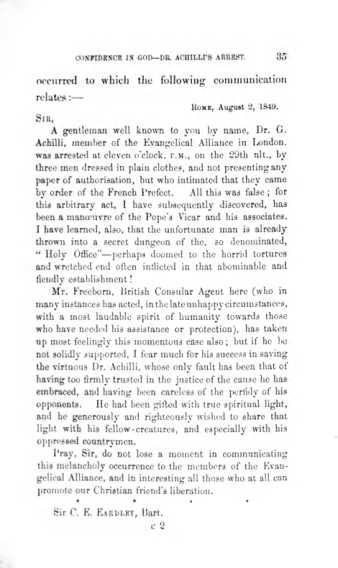 CONFIDENCE IN GOD—DR. ACHILLI'S ARREST. 35
occurred to which the following communication
relates :—
ROME, August 2, 1849.
SIR,
A gentleman well known to you by name, Dr. G.
Achilli, member of the Evangelical Alliance in London.
was arrested at eleven o'clock, P.M., on the 29th ult., by
three men dressed in plain clothes, and not presenting any
paper of authorisation, but who intimated that they came
by order of the French Prefect. All this was false ; for
this arbitrary act, I have subsequently discovered, has
been a manœuvre of the Pope's Vicar and his associates.
I have learned, also, that the unfortunate man is already
thrown into a secret dungeon of the, so denominated,
" Holy Office"—perhaps doomed to the horrid tortures
and wretched end often inflicted in that abominable and
fiendly establishment !
Mr. Freeborn, British Consular Agent here (who in
many instances has acted, in the late unhappy circumstances,
with a most laudable spirit of humanity towards those
who have needed his assistance or protection), has taken
up most feelingly this momentous case also ; but if he be
not solidly supported, I fear much for his success in saving
the virtuous Dr. Achilli, whose only fault has been that of
having too firmly trusted in the justice of the cause he has
embraced, and having been careless of the perfidy of his
opponents. He had been gifted with true spiritual light,
and he generously and righteously wished to share that
light with his fellow-creatures, and especially with his
oppressed countrymen.
Pray, Sir, do not lose a moment in communicating
this melancholy occurrence to the members of the Evan-
gelical Alliance, and in interesting all those who at all can
promote our Christian friend's liberation.
* * * *
Sir C. E. EARDLEY, Bart.
C 2